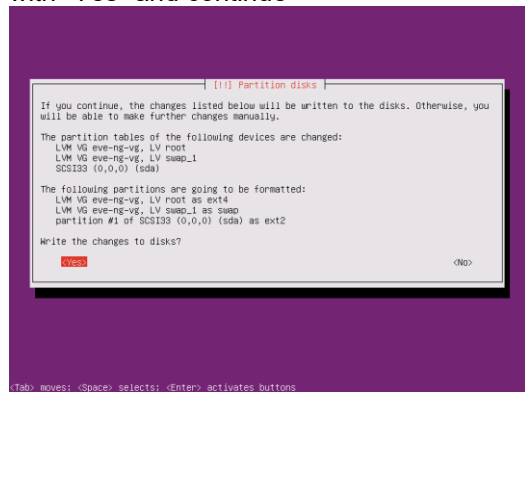 with "Yes" and continue
[!!] Partition disks
If you continue, the changes listed below will be written to the disks. Otherwise, you
will be able to make further changes manually.
The partition tables of the following devices are changed:
LVM VG eve-ng-vg, LV root
LVM VG eve-ng-vg, LV swap_1
SCSI33 (0,0,0) (sda)
The following partitions are going to be formatted:
LVM VG eve-ng-vg, LV root as ext4
LVM VG eve-ng-vg, LV swap_1 as swap
partition #1 of SCSI33 (0,0,0) (sda) as ext2
Write the changes to disks?
<Yes> <No>
<Tab> moves; <Space> selects; <Enter> activates buttons